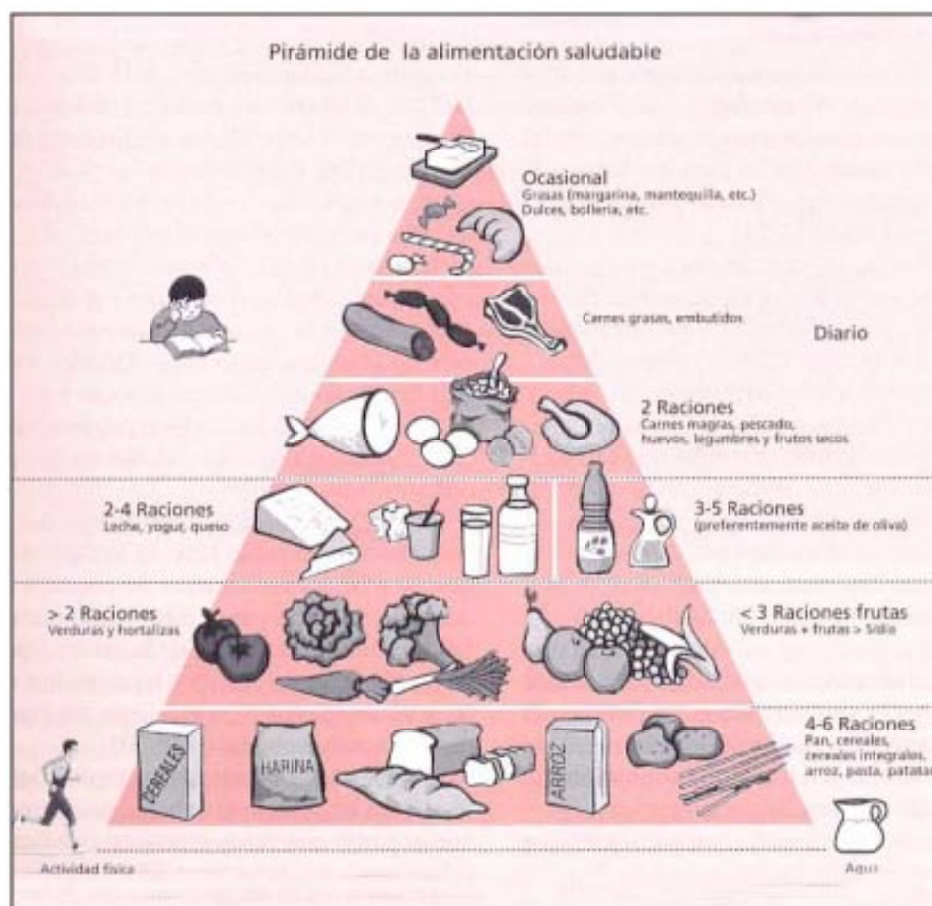 Pirámide de la alimentación saludable
Ocasional
Grasas (margarina, mantequilla, etc.)
Dulces, bollería, etc.
Carnes grasas, embutidos
Diario
2 Raciones
Carnes magras, pescado,
huevos, legumbres y frutos secos
2-4 Raciones
Leche, yogur, queso
3-5 Raciones
(preferentemente aceite de oliva)
> 2 Raciones
Verduras y hortalizas
< 3 Raciones frutas
Verduras + frutas > 5/día
4-6 Raciones
Pan, cereales,
cereales integrales,
arroz, pasta, patatas
CEREALES
HARINA
ARROZ
Actividad física